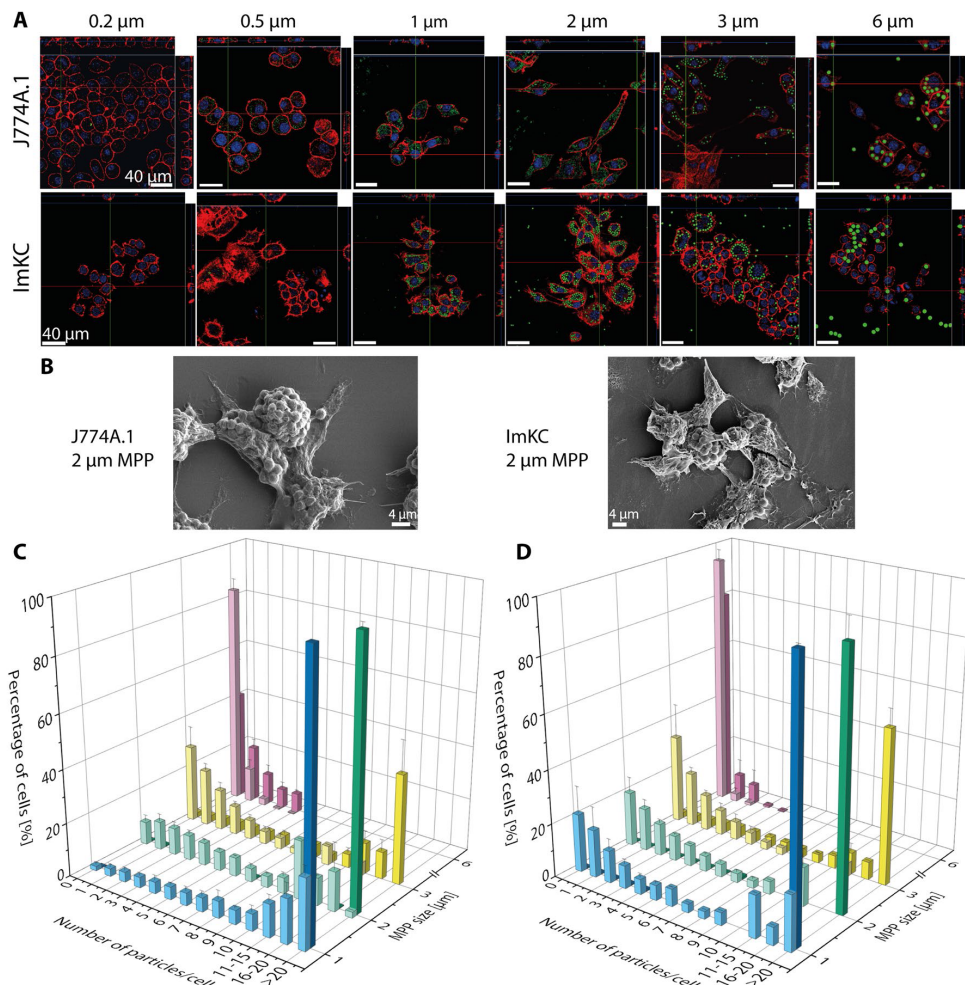 A
0.2 µm 0.5 µm 1 µm 2 µm 3 µm 6 µm
J774A.1
40 µm
ImKC
40 µm
B
J774A.1
2 µm MPP
4 µm
ImKC
2 µm MPP
4 µm
C
Percentage of cells [%]
100
80
60
40
20
0
0
1
2
3
4
5
6
7
8
9
10
11-15
16-20
>20
Number of particles/cell
1
2
3
6
MPP size [µm]
D
Percentage of cells [%]
100
80
60
40
20
0
0
1
2
3
4
5
6
7
8
9
10
11-15
16-20
>20
Number of particles/cell
1
2
3
6
MPP size [µm]